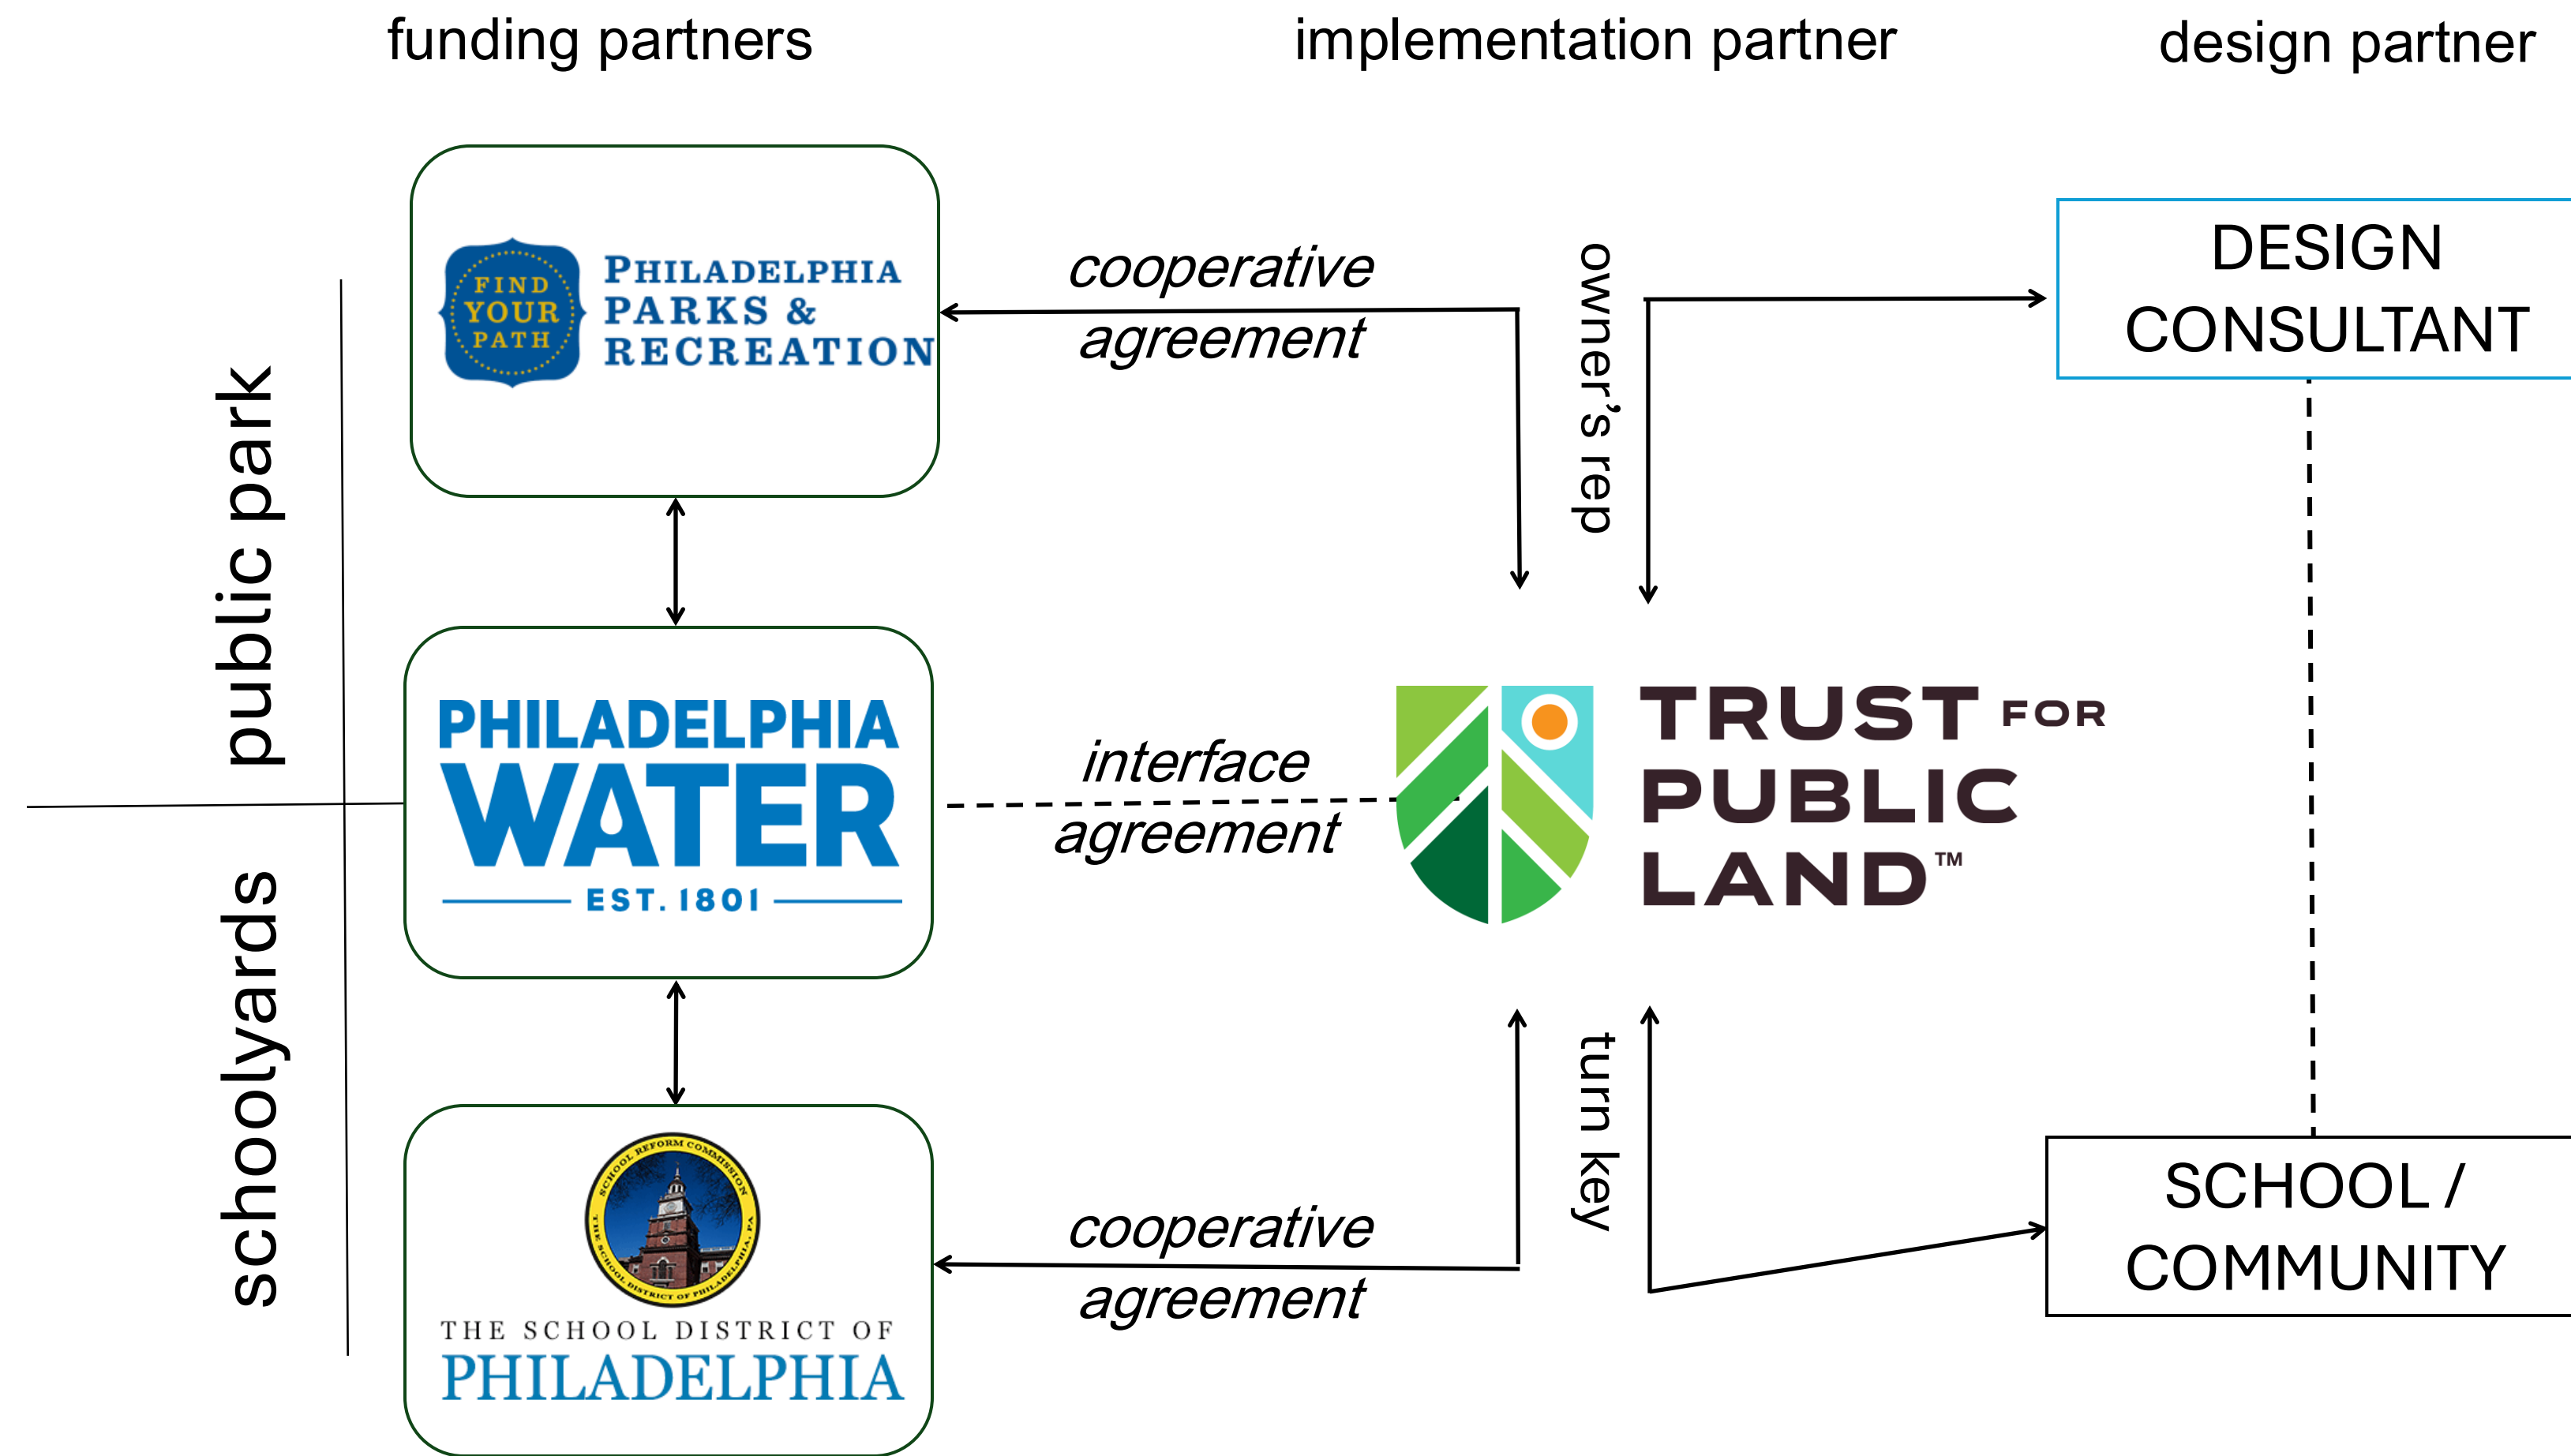 funding partners
implementation partner
design partner
public park
schoolyards
FIND
YOUR
PATH
PHILADELPHIA
PARKS &
RECREATION
cooperative
agreement
owner's rep
DESIGN
CONSULTANT
PHILADELPHIA
WATER
EST. 1801
interface
agreement
TRUST FOR
PUBLIC
LAND™
SCHOOL REFORM COMMISSION
THE SCHOOL DISTRICT OF PHILADELPHIA, PA
THE SCHOOL DISTRICT OF
PHILADELPHIA
cooperative
agreement
turn key
SCHOOL /
COMMUNITY